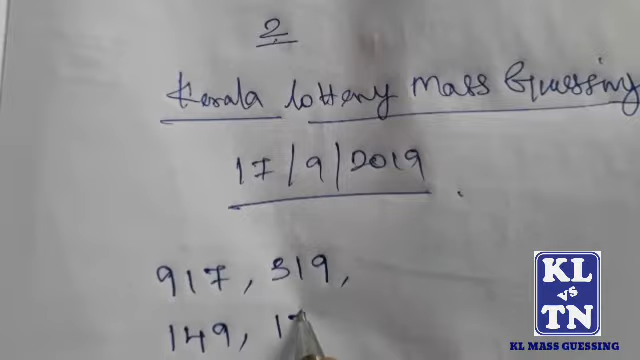 2
Kerala lottery Mass Guessing
17/9/2019
917, 319,
149,
KL
VS
TN
KL MASS GUESSING